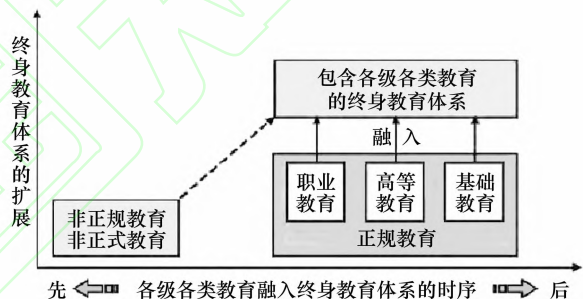 终身教育体系的扩展
包含各级各类教育
的终身教育体系
融入
职业
教育
高等
教育
基础
教育
正规教育
非正规教育
非正式教育
先 各级各类教育融入终身教育体系的时序 后